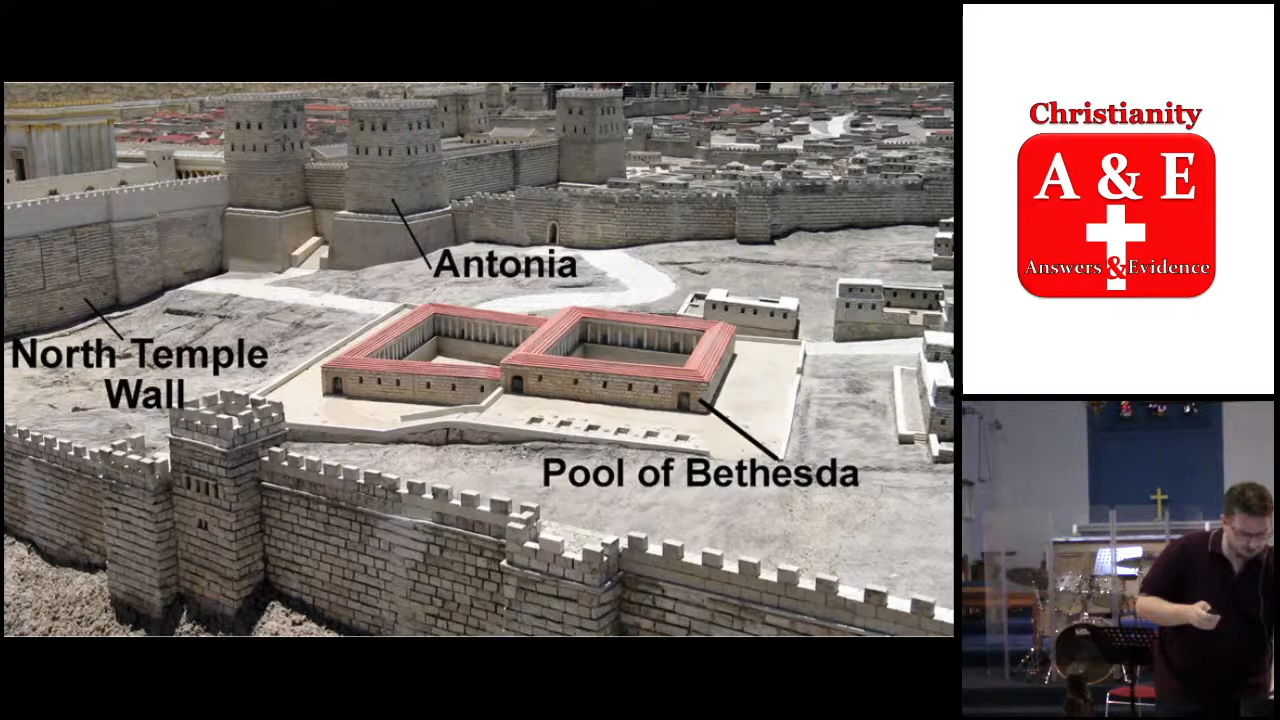 Antonia
North Temple
Wall
Pool of Bethesda
Christianity
A & E
Answers & Evidence